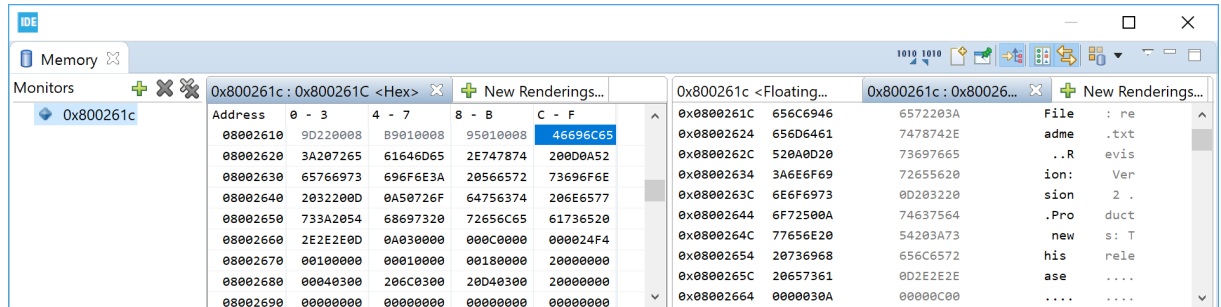 IDE
Memory
1010 1010
Monitors
0x800261c
0x800261c : 0x800261C <Hex> New Renderings...
Address 0 - 3 4 - 7 8 - B C - F
08002610 9D220008 B9010008 95010008 46696C65
08002620 3A207265 61646D65 2E747874 200D0A52
08002630 65766973 696F6E3A 20566572 73696F6E
08002640 2032200D 0A50726F 64756374 206E6577
08002650 733A2054 68697320 72656C65 61736520
08002660 2E2E2E0D 0A030000 000C0000 000024F4
08002670 00100000 00010000 00180000 20000000
08002680 00040300 206C0300 20D40300 20000000
08002690 00000000 00000000 00000000 00000000
0x800261c <Floating... 0x800261c : 0x80026... New Renderings...
0x0800261C 656C6946 6572203A File : re
0x08002624 656D6461 7478742E adme .txt
0x0800262C 520A0D20 73697665 ..R evis
0x08002634 3A6E6F69 72655620 ion: Ver
0x0800263C 6E6F6973 0D203220 sion 2 .
0x08002644 6F72500A 74637564 .Pro duct
0x0800264C 77656E20 54203A73 new s: T
0x08002654 20736968 656C6572 his rele
0x0800265C 20657361 0D2E2E2E ase ....
0x08002664 0000030A 00000C00 .... ....